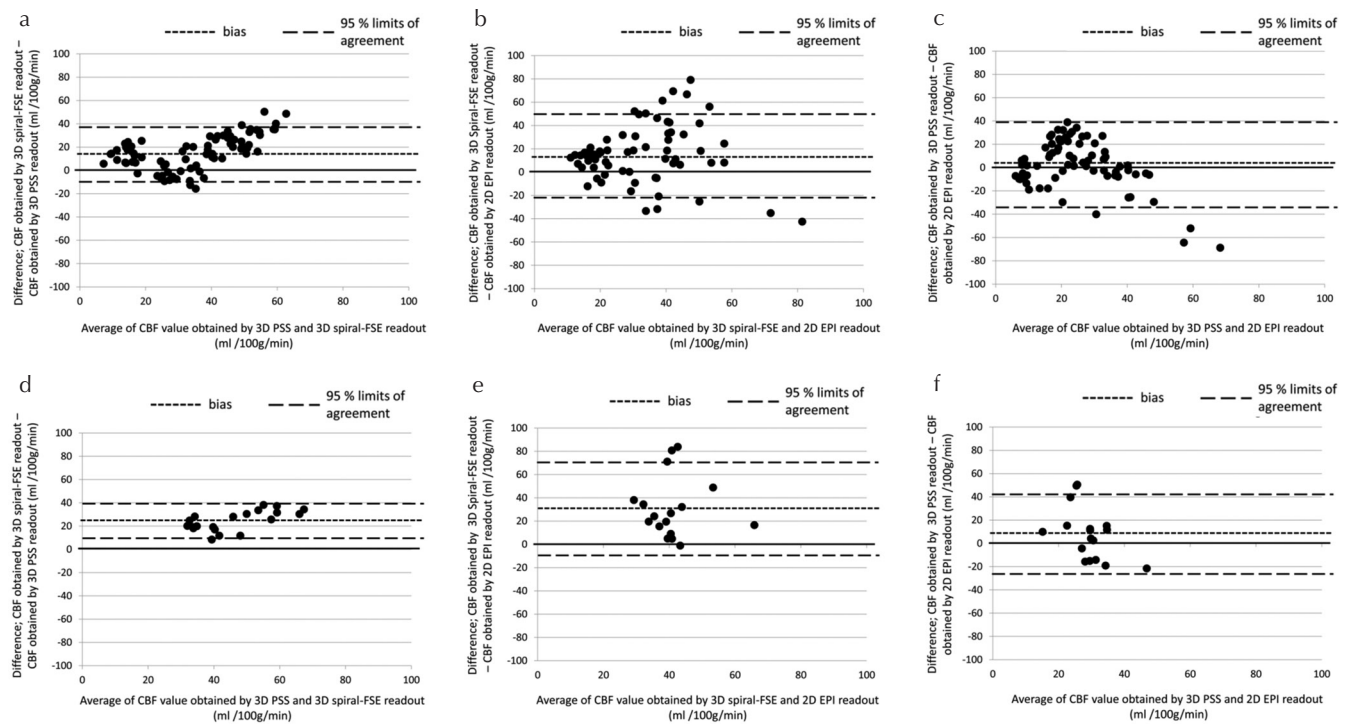 a
bias
95 % limits of
agreement
Difference; CBF obtained by 3D spiral-FSE readout –
CBF obtained by 3D PSS readout (ml /100g/min)
100
80
60
40
20
0
-20
-40
-60
-80
-100
0 20 40 60 80 100
Average of CBF value obtained by 3D PSS and 3D spiral-FSE readout
(ml /100g/min)
b
bias
95 % limits of
agreement
Difference; CBF obtained by 3D Spiral-FSE readout
– CBF obtained by 2D EPI readout (ml /100g/min)
100
80
60
40
20
0
-20
-40
-60
-80
-100
0 20 40 60 80 100
Average of CBF value obtained by 3D spiral-FSE and 2D EPI readout
(ml /100g/min)
c
bias
95 % limits of
agreement
Difference; CBF obtained by 3D PSS readout – CBF
obtained by 2D EPI readout (ml /100g/min)
100
80
60
40
20
0
-20
-40
-60
-80
-100
0 20 40 60 80 100
Average of CBF value obtained by 3D PSS and 2D EPI readout
(ml /100g/min)
d
bias
95 % limits of
agreement
Difference; CBF obtained by 3D spiral-FSE readout –
CBF obtained by 3D PSS readout (ml /100g/min)
100
80
60
40
20
0
-20
-40
-60
-80
-100
0 20 40 60 80 100
Average of CBF value obtained by 3D PSS and 3D spiral-FSE readout
(ml /100g/min)
e
bias
95 % limits of
agreement
Difference; CBF obtained by 3D Spiral-FSE readout
– CBF obtained by 2D EPI readout (ml /100g/min)
100
80
60
40
20
0
-20
-40
-60
-80
-100
0 20 40 60 80 100
Average of CBF value obtained by 3D spiral-FSE and 2D EPI readout
(ml /100g/min)
f
bias
95 % limits of
agreement
Difference; CBF obtained by 3D PSS readout – CBF
obtained by 2D EPI readout (ml /100g/min)
100
80
60
40
20
0
-20
-40
-60
-80
-100
0 20 40 60 80 100
Average of CBF value obtained by 3D PSS and 2D EPI readout
(ml /100g/min)